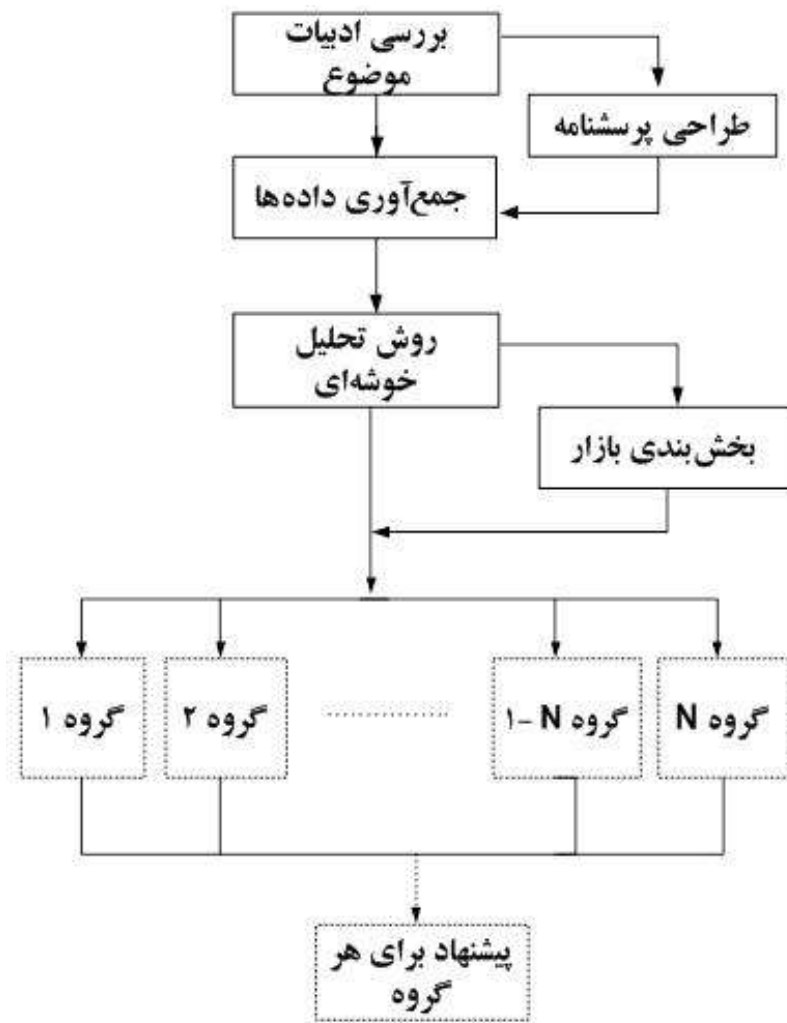 بررسی ادبیات
موضوع
طراحی پرسشنامه
جمع‌آوری داده‌ها
روش تحلیل
خوشه‌ای
بخش‌بندی بازار
گروه ۱
گروه ۲
گروه N -۱
گروه N
پیشنهاد برای هر
گروه